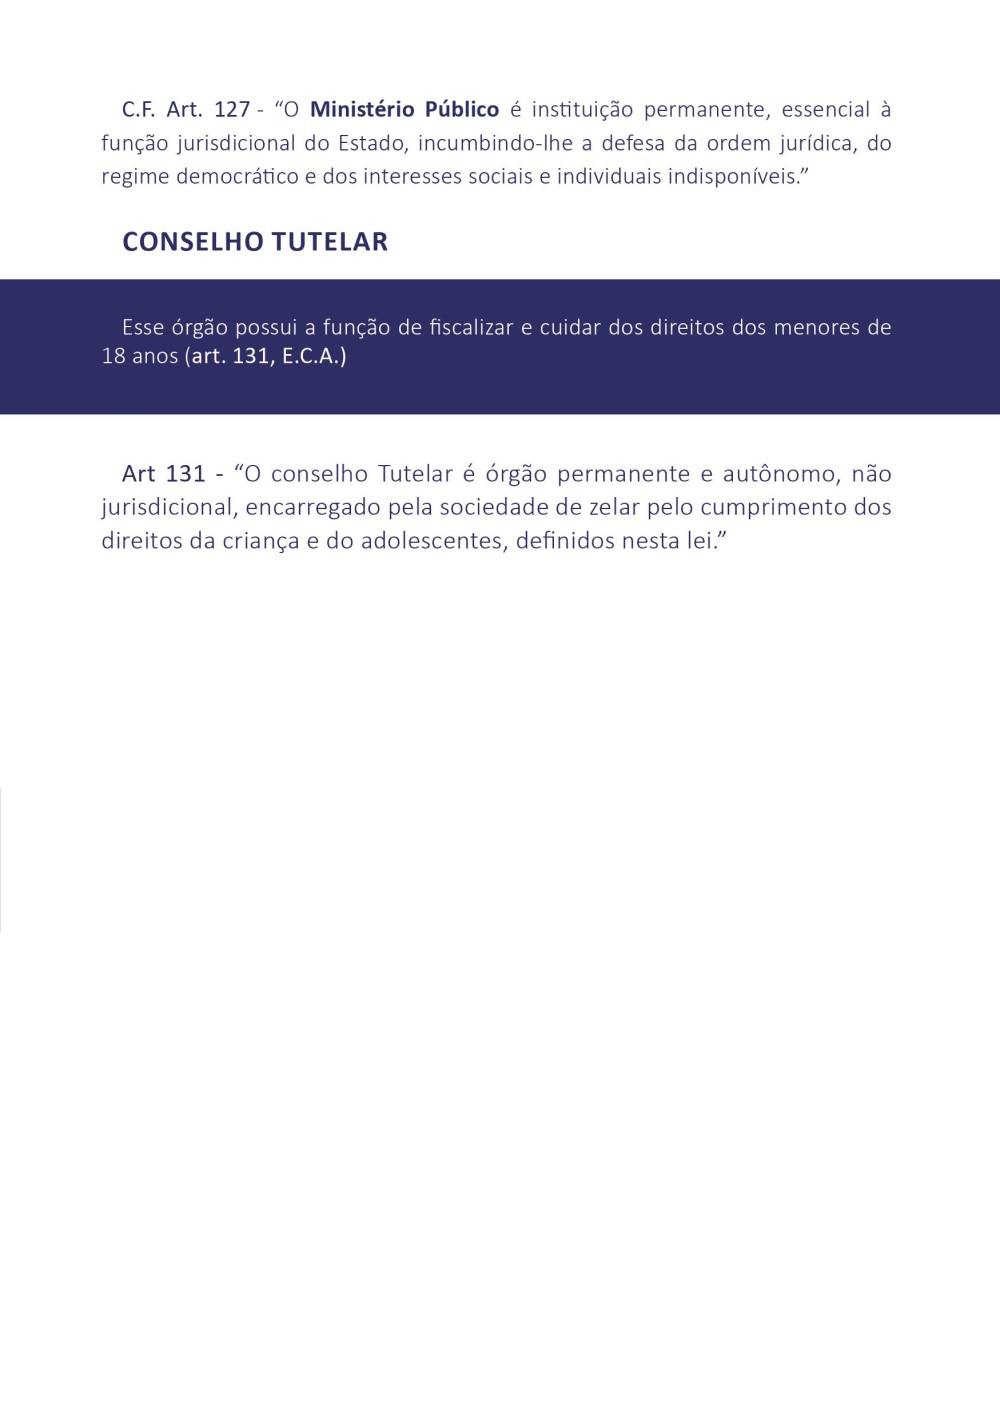 C.F. Art. 127 - “O Ministério Público é instituição permanente, essencial à
função jurisdicional do Estado, incumbindo-lhe a defesa da ordem jurídica, do
regime democrático e dos interesses sociais e individuais indisponíveis.”
CONSELHO TUTELAR
Esse órgão possui a função de fiscalizar e cuidar dos direitos dos menores de
18 anos (art. 131, E.C.A.)
Art 131 - “O conselho Tutelar é órgão permanente e autônomo, não
jurisdicional, encarregado pela sociedade de zelar pelo cumprimento dos
direitos da criança e do adolescentes, definidos nesta lei.”